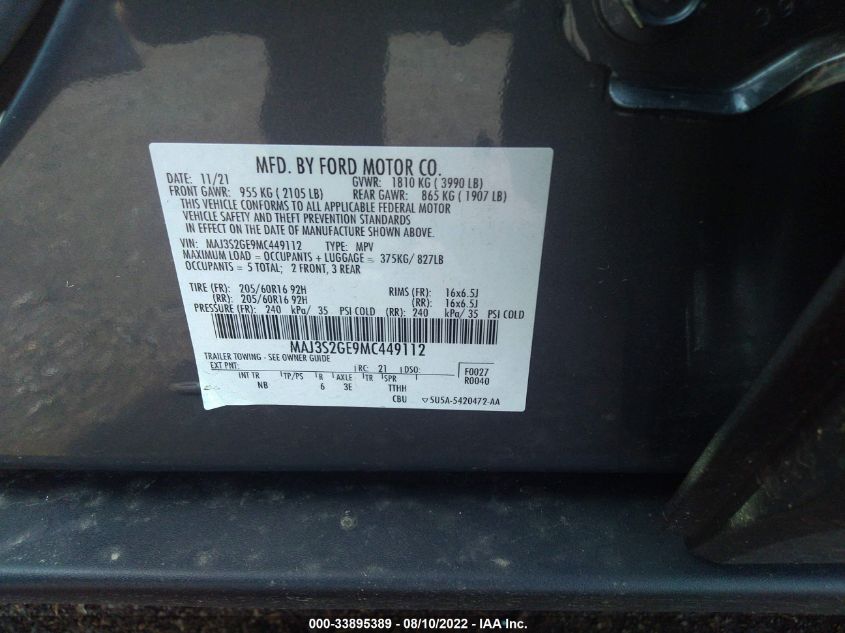 MFD. BY FORD MOTOR CO.
DATE: 11/21 GVWR: 1810 KG ( 3990 LB)
FRONT GAWR: 955 KG ( 2105 LB) REAR GAWR: 865 KG ( 1907 LB)
THIS VEHICLE CONFORMS TO ALL APPLICABLE FEDERAL MOTOR
VEHICLE SAFETY AND THEFT PREVENTION STANDARDS
IN EFFECT ON THE DATE OF MANUFACTURE SHOWN ABOVE.
VIN: MAJ3S2GE9MC449112 TYPE: MPV
MAXIMUM LOAD = OCCUPANTS + LUGGAGE = 375KG/ 827LB
OCCUPANTS = 5 TOTAL; 2 FRONT, 3 REAR
TIRE (FR): 205/60R16 92H RIMS (FR): 16x6.5J
(RR): 205/60R16 92H (RR): 16x6.5J
PRESSURE (FR): 240 kPa/ 35 PSI COLD (RR): 240 kPa/ 35 PSI COLD
MAJ3S2GE9MC449112
TRAILER TOWING - SEE OWNER GUIDE
EXT PNT: RC: 21 DSO: F0027
R0040
INT TR TP/PS R AXLE TR SPR
NB 6 3E TTHH
CBU 5U5A-5420472-AA
000-33895389 - 08/10/2022 - IAA Inc.